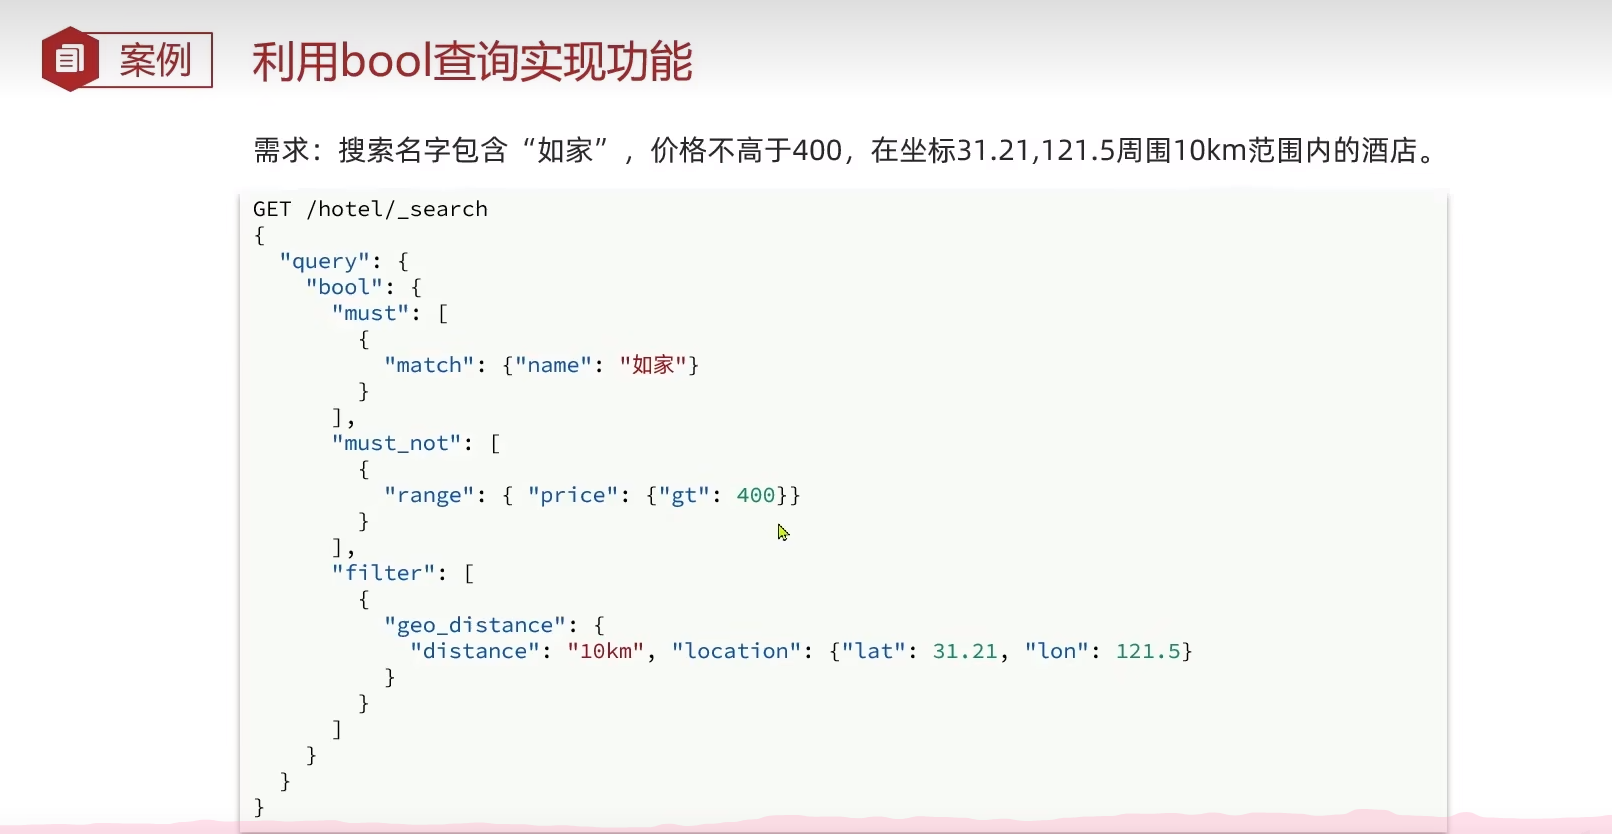 案例
利用bool查询实现功能
需求：搜索名字包含“如家”，价格不高于400，在坐标31.21,121.5周围10km范围内的酒店。
GET /hotel/_search
{
  "query": {
    "bool": {
      "must": [
        {
          "match": {"name": "如家"}
        }
      ],
      "must_not": [
        {
          "range": { "price": {"gt": 400}}
        }
      ],
      "filter": [
        {
          "geo_distance": {
            "distance": "10km", "location": {"lat": 31.21, "lon": 121.5}
          }
        }
      ]
    }
  }
}